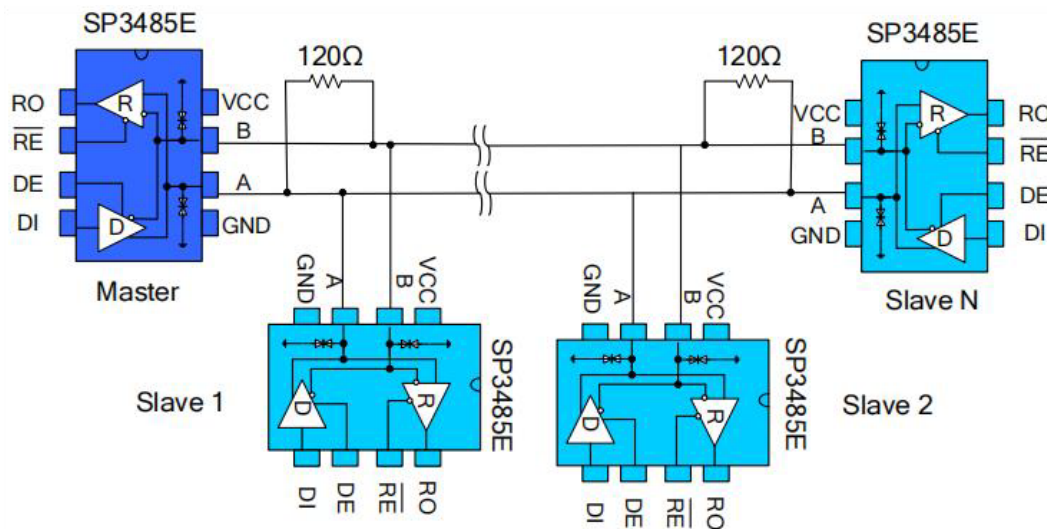 SP3485E
SP3485E
120Ω
120Ω
RO
R
VCC
RE
B
DE
A
DI
D
GND
Master
VCC
R
RO
B
RE
A
DE
GND
D
DI
Slave N
GND
A
B
VCC
Slave 1
D
R
SP3485E
DI
DE
RE
RO
GND
A
B
VCC
D
R
SP3485E
Slave 2
DI
DE
RE
RO